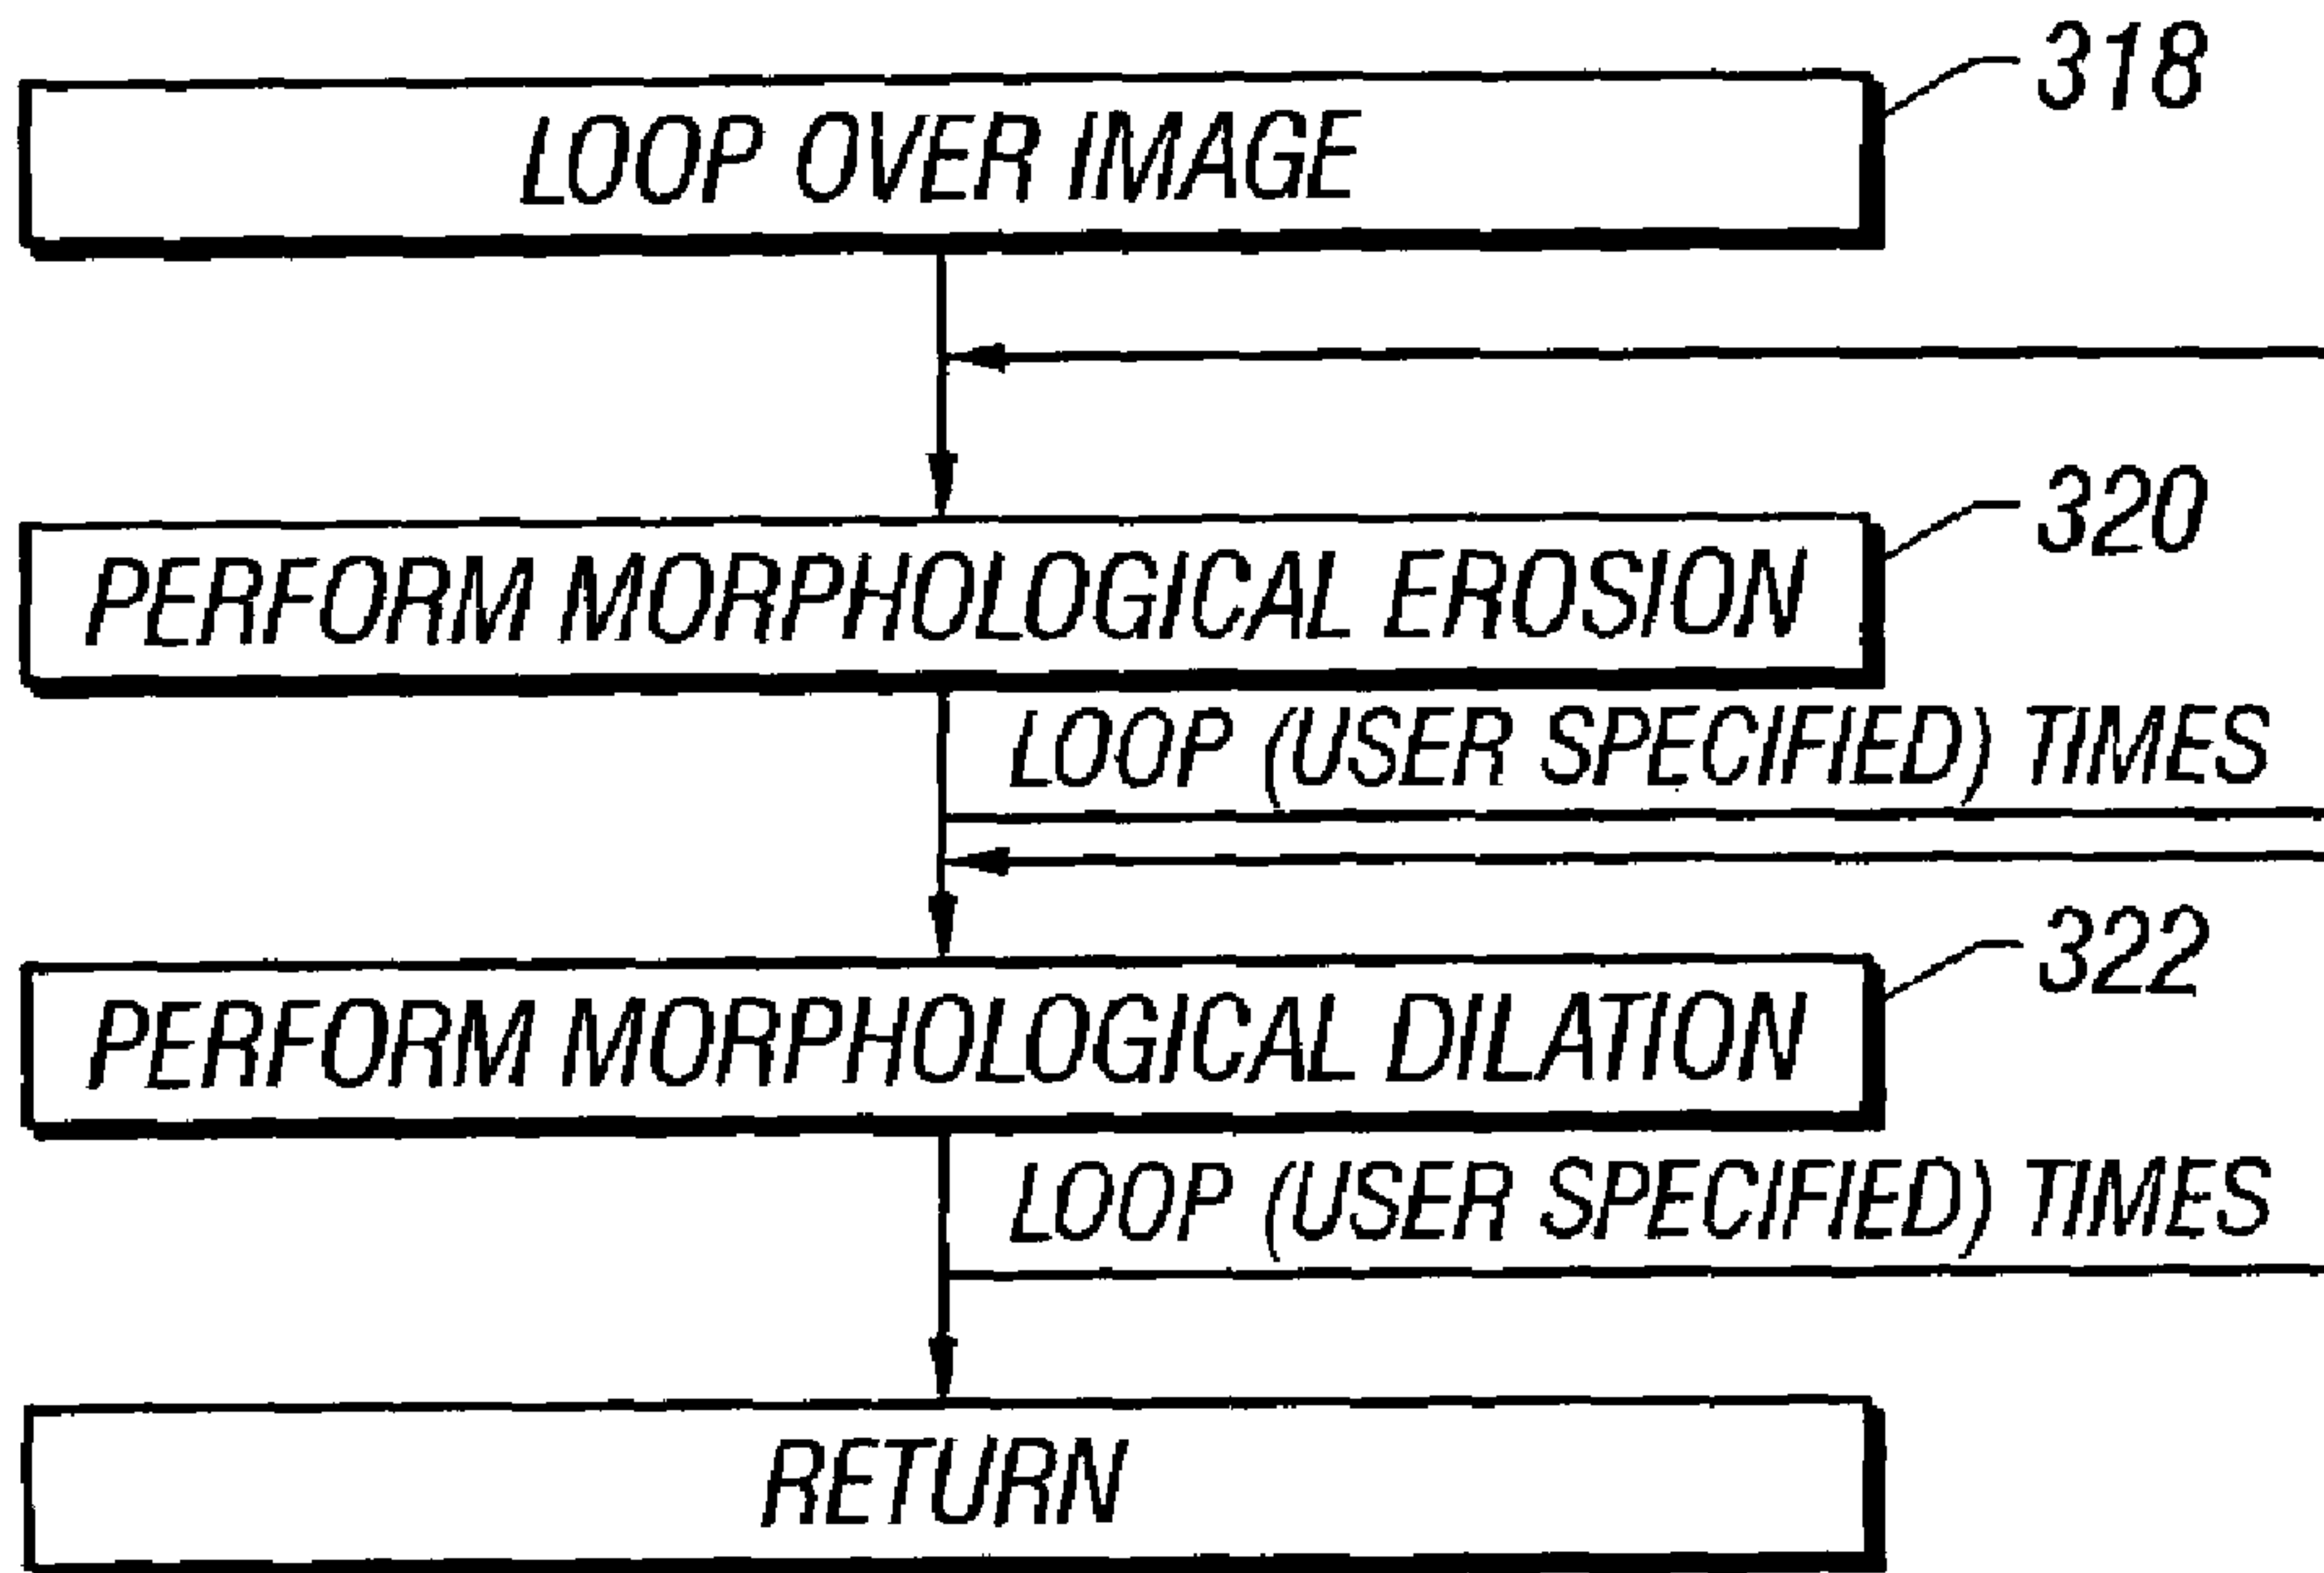 318
LOOP OVER IMAGE
320
PERFORM MORPHOLOGICAL EROSION
LOOP (USER SPECIFIED) TIMES
322
PERFORM MORPHOLOGICAL DILATION
LOOP (USER SPECIFIED) TIMES
RETURN